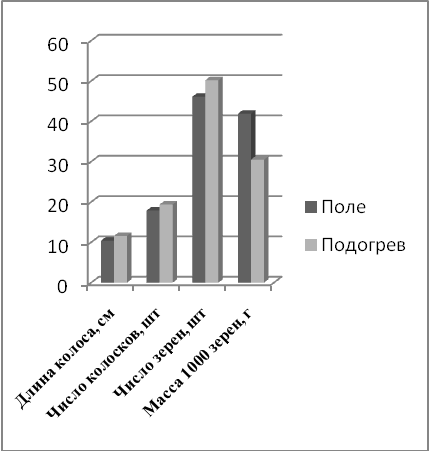 60
50
40
30
20
10
0
Поле
Подогрев
Длина колоса, см
Число колосков, шт
Число зерен, шт
Масса 1000 зерен, г